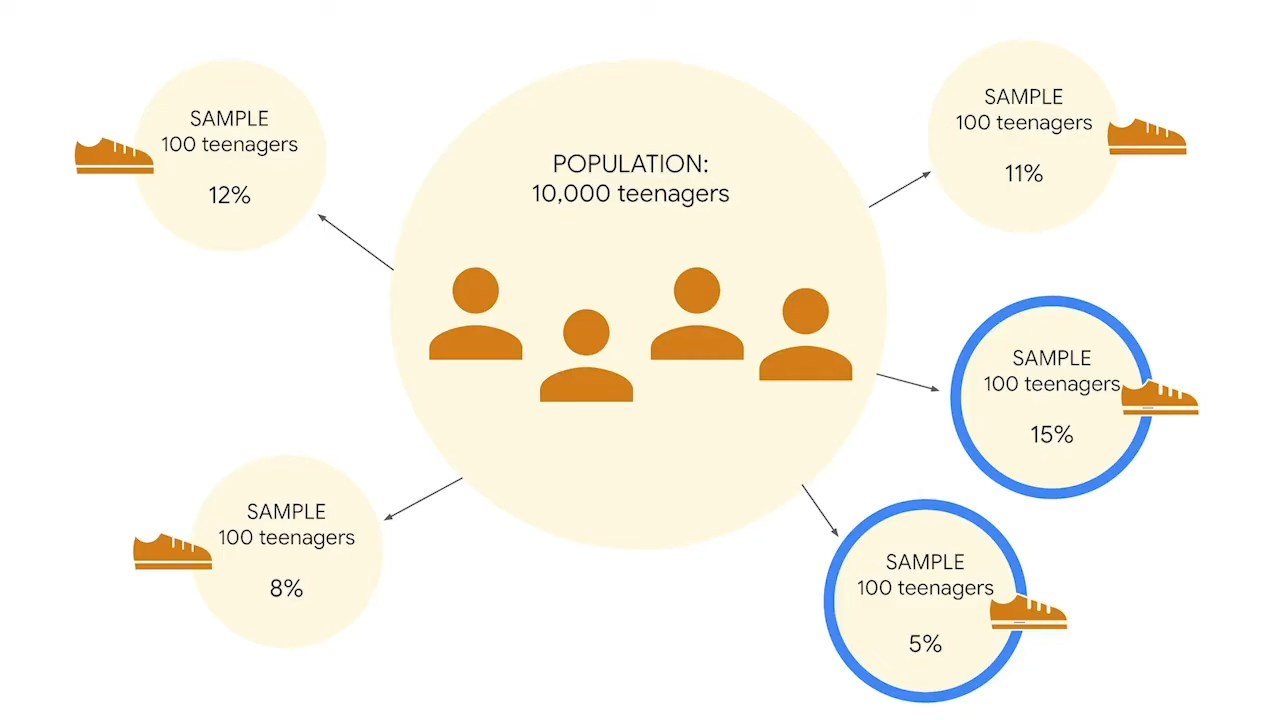 SAMPLE
100 teenagers
12%
POPULATION:
10,000 teenagers
SAMPLE
100 teenagers
11%
SAMPLE
100 teenagers
15%
SAMPLE
100 teenagers
8%
SAMPLE
100 teenagers
5%